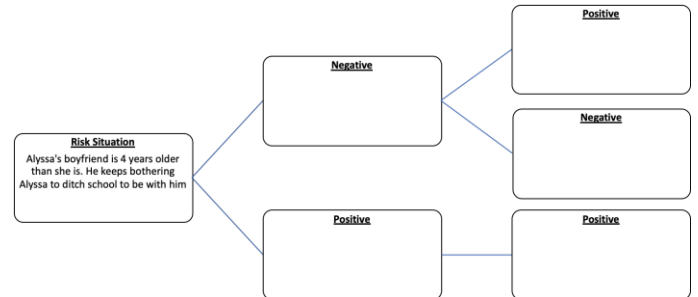 Risk Situation
Alyssa's boyfriend is 4 years older
than she is. He keeps bothering
Alyssa to ditch school to be with him
Negative
Positive
Positive
Negative
Positive